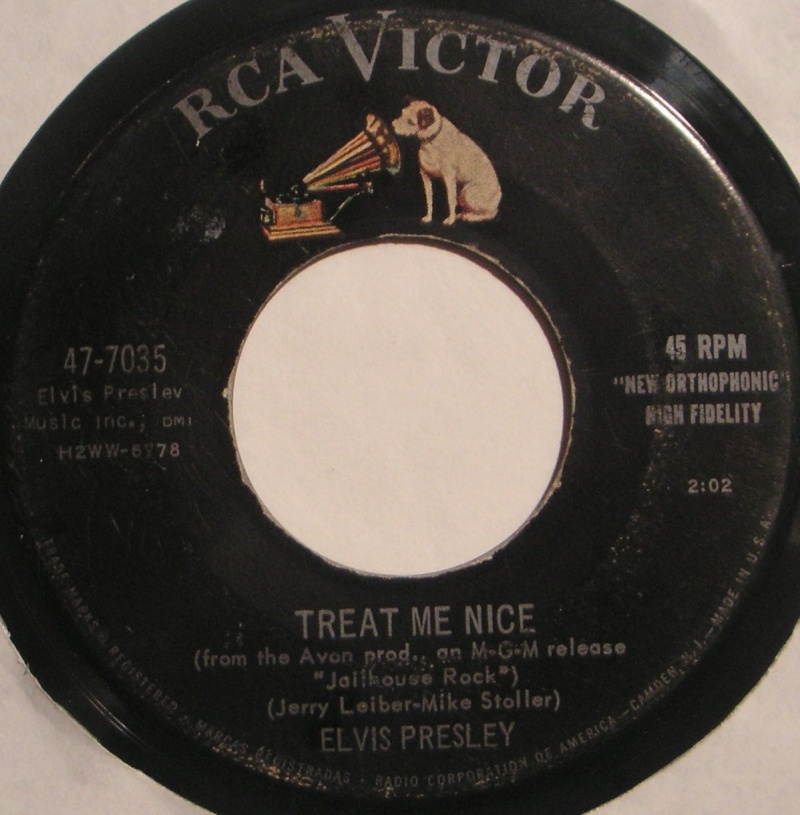 RCA VICTOR
47-7035
Elvis Presley
Music Inc., BMI
H2WW-6778
45 RPM
"NEW ORTHOPHONIC"
HIGH FIDELITY
2:02
TREAT ME NICE
(from the Avon prod., an M-G-M release
"Jailhouse Rock")
(Jerry Leiber-Mike Stoller)
ELVIS PRESLEY
TRADE MARKS ® REGISTERED • MARCAS REGISTRADAS • RADIO CORPORATION OF AMERICA — CAMDEN, N.J. — MADE IN U.S.A.